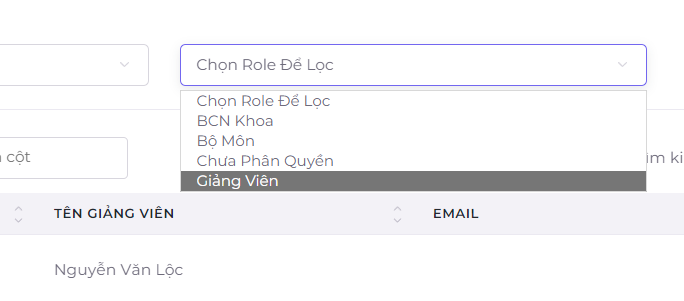 Chọn Role Để Lọc
Chọn Role Để Lọc
BCN Khoa
Bộ Môn
Chưa Phân Quyền
Giảng Viên
cột
TÊN GIẢNG VIÊN
EMAIL
Nguyễn Văn Lộc